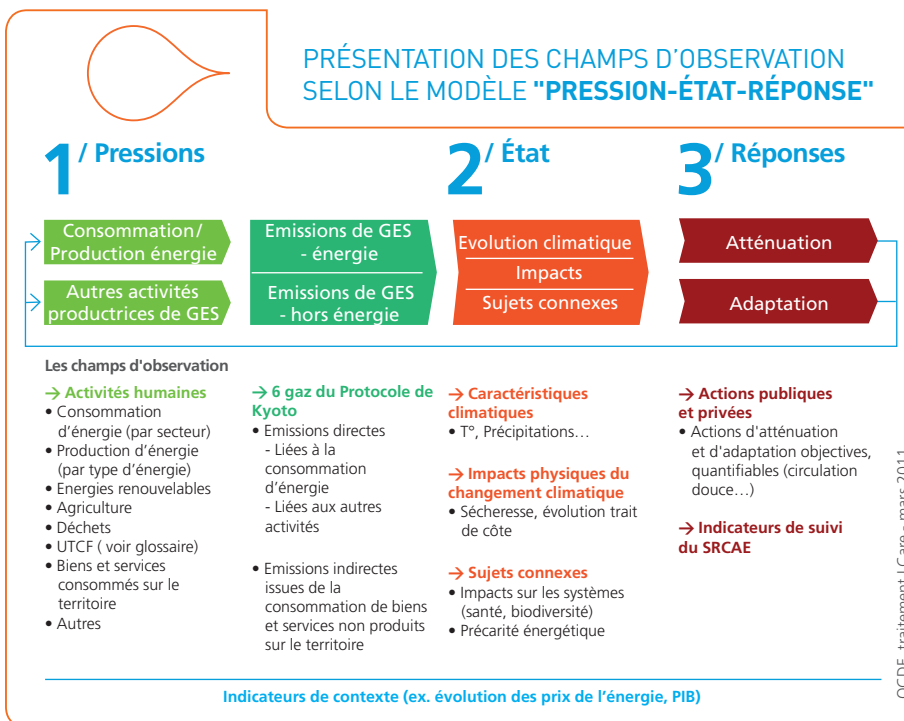 PRÉSENTATION DES CHAMPS D'OBSERVATION
SELON LE MODÈLE "PRESSION-ÉTAT-RÉPONSE"
1/ Pressions
2/ État
3/ Réponses
Consommation/
Production énergie
Autres activités
productrices de GES
Emissions de GES
- énergie
Emissions de GES
- hors énergie
Evolution climatique
Impacts
Sujets connexes
Atténuation
Adaptation
Les champs d'observation
→ Activités humaines
• Consommation
d'énergie (par secteur)
• Production d'énergie
(par type d'énergie)
• Energies renouvelables
• Agriculture
• Déchets
• UTCF ( voir glossaire)
• Biens et services
consommés sur le
territoire
• Autres
→ 6 gaz du Protocole de
Kyoto
• Emissions directes
- Liées à la
consommation
d'énergie
- Liées aux autres
activités
• Emissions indirectes
issues de la
consommation de biens
et services non produits
sur le territoire
→ Caractéristiques
climatiques
• T°, Précipitations…
→ Impacts physiques du
changement climatique
• Sécheresse, évolution trait
de côte
→ Sujets connexes
• Impacts sur les systèmes
(santé, biodiversité)
• Précarité énergétique
→ Actions publiques
et privées
• Actions d'atténuation
et d'adaptation objectives,
quantifiables (circulation
douce…)
→ Indicateurs de suivi
du SRCAE
OCDE, traitement I Care - mars 2011
Indicateurs de contexte (ex. évolution des prix de l'énergie, PIB)